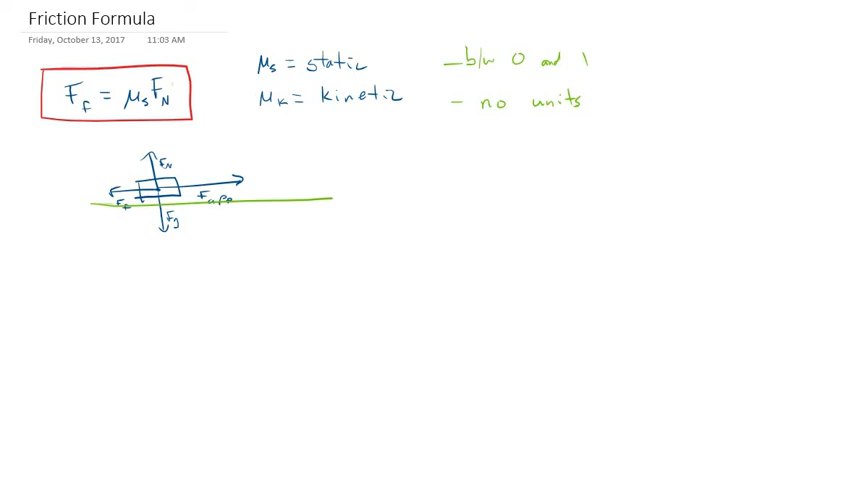 Friction Formula
Friday, October 13, 2017 11:03 AM
μs = static
– b/w 0 and 1
Ff = μsFN
μK = kinetic
– no units
FN
Ff
Fapp
Fg